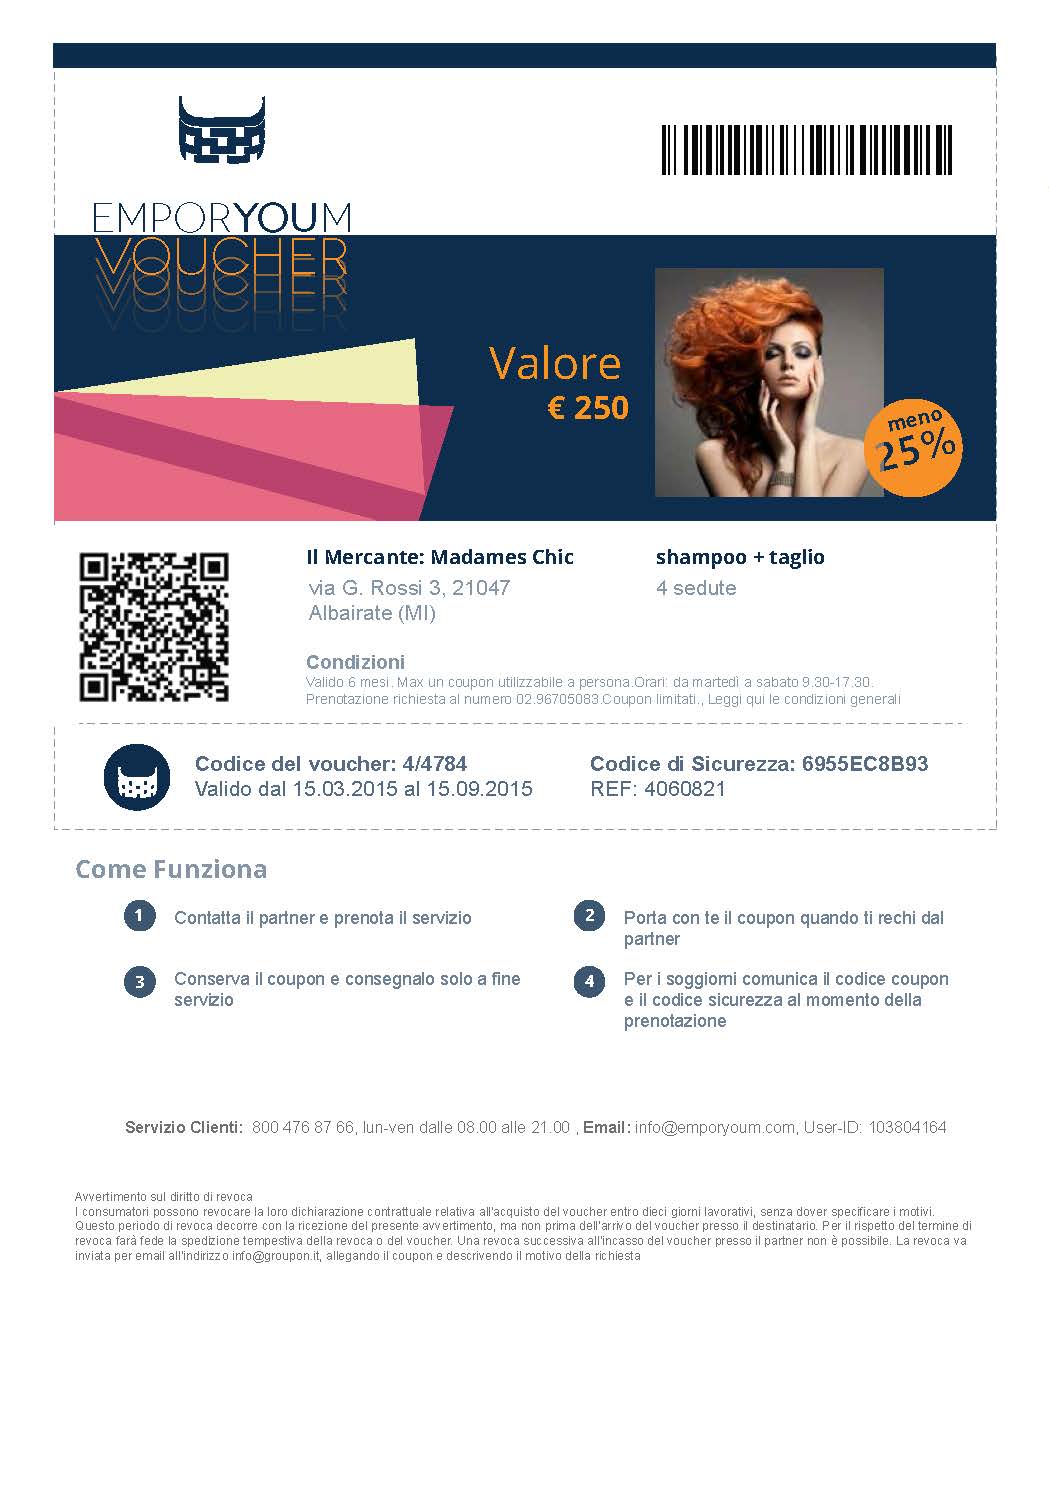 EMPORYOUM
VOUCHER
Valore
€ 250
meno
25%
Il Mercante: Madames Chic
via G. Rossi 3, 21047
Albairate (MI)
shampoo + taglio
4 sedute
Condizioni
Valido 6 mesi. Max un coupon utilizzabile a persona.Orari: da martedì a sabato 9.30-17.30.
Prenotazione richiesta al numero 02.96705083.Coupon limitati., Leggi qui le condizioni generali
Codice del voucher: 4/4784
Valido dal 15.03.2015 al 15.09.2015
Codice di Sicurezza: 6955EC8B93
REF: 4060821
Come Funziona
1 Contatta il partner e prenota il servizio
2 Porta con te il coupon quando ti rechi dal
partner
3 Conserva il coupon e consegnalo solo a fine
servizio
4 Per i soggiorni comunica il codice coupon
e il codice sicurezza al momento della
prenotazione
Servizio Clienti: 800 476 87 66, lun-ven dalle 08.00 alle 21.00 , Email: info@emporyoum.com, User-ID: 103804164
Avvertimento sul diritto di revoca
I consumatori possono revocare la loro dichiarazione contrattuale relativa all'acquisto del voucher entro dieci giorni lavorativi, senza dover specificare i motivi.
Questo periodo di revoca decorre con la ricezione del presente avvertimento, ma non prima dell'arrivo del voucher presso il destinatario. Per il rispetto del termine di
revoca farà fede la spedizione tempestiva della revoca o del voucher. Una revoca successiva all'incasso del voucher presso il partner non è possibile. La revoca va
inviata per email all'indirizzo info@groupon.it, allegando il coupon e descrivendo il motivo della richiesta